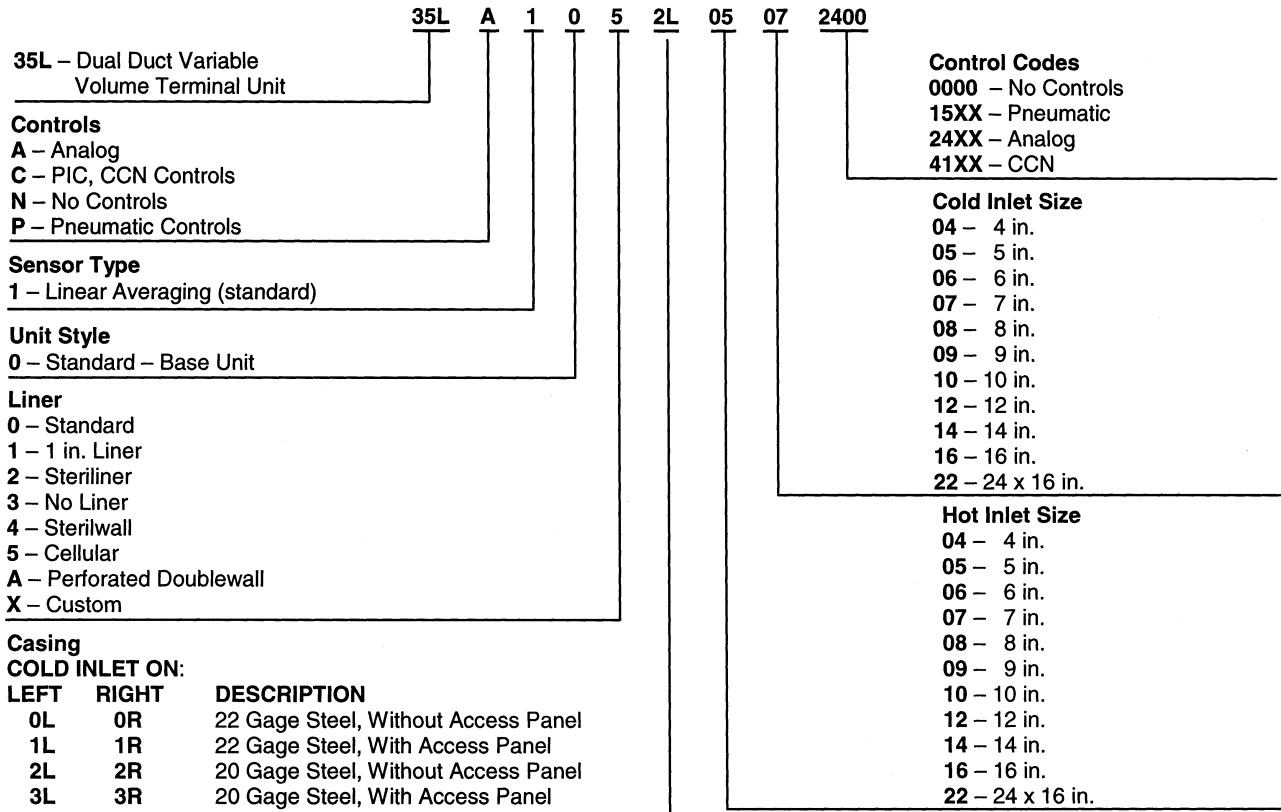 35L A 1 0 5 2L 05 07 2400
35L – Dual Duct Variable
Volume Terminal Unit
Controls
A – Analog
C – PIC, CCN Controls
N – No Controls
P – Pneumatic Controls
Sensor Type
1 – Linear Averaging (standard)
Unit Style
0 – Standard – Base Unit
Liner
0 – Standard
1 – 1 in. Liner
2 – Steriliner
3 – No Liner
4 – Sterilwall
5 – Cellular
A – Perforated Doublewall
X – Custom
Casing
COLD INLET ON:
LEFT RIGHT DESCRIPTION
0L 0R 22 Gage Steel, Without Access Panel
1L 1R 22 Gage Steel, With Access Panel
2L 2R 20 Gage Steel, Without Access Panel
3L 3R 20 Gage Steel, With Access Panel
Control Codes
0000 – No Controls
15XX – Pneumatic
24XX – Analog
41XX – CCN
Cold Inlet Size
04 – 4 in.
05 – 5 in.
06 – 6 in.
07 – 7 in.
08 – 8 in.
09 – 9 in.
10 – 10 in.
12 – 12 in.
14 – 14 in.
16 – 16 in.
22 – 24 x 16 in.
Hot Inlet Size
04 – 4 in.
05 – 5 in.
06 – 6 in.
07 – 7 in.
08 – 8 in.
09 – 9 in.
10 – 10 in.
12 – 12 in.
14 – 14 in.
16 – 16 in.
22 – 24 x 16 in.